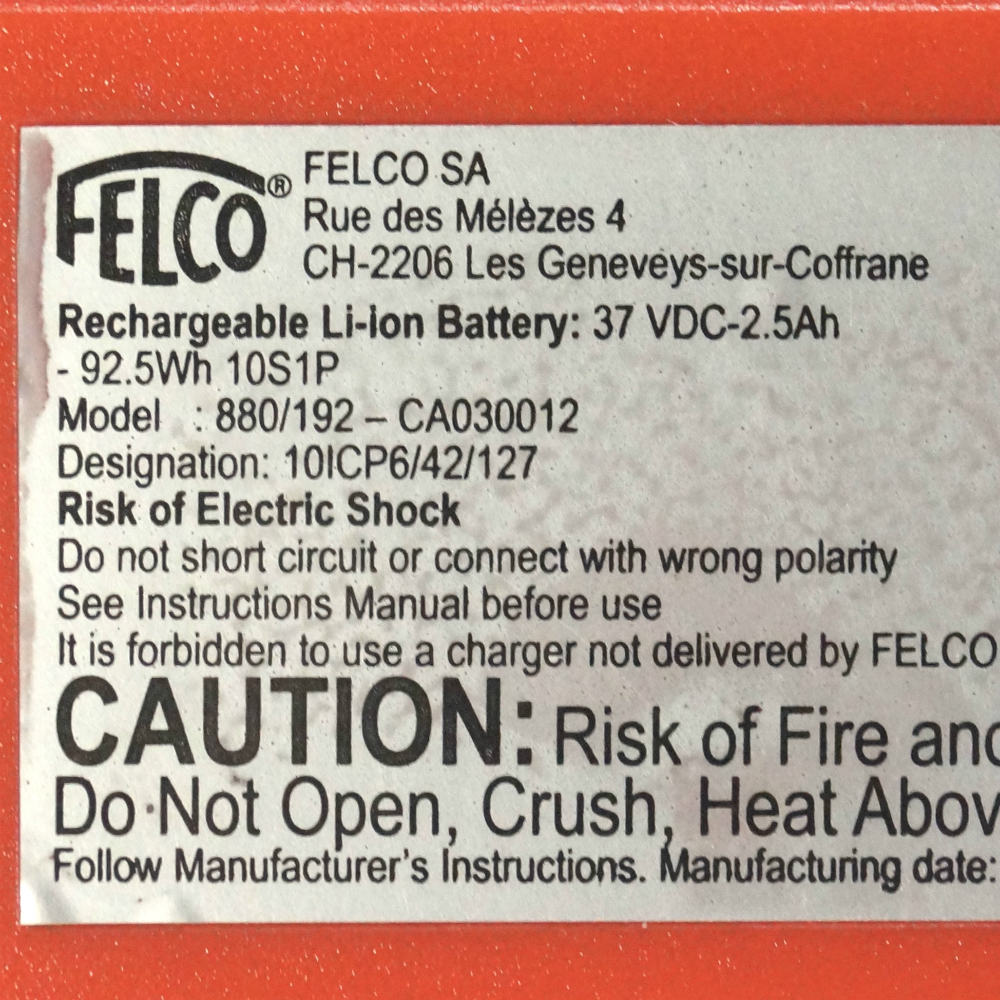 FELCO®
FELCO SA
Rue des Mélèzes 4
CH-2206 Les Geneveys-sur-Coffrane
Rechargeable Li-ion Battery: 37 VDC-2.5Ah
- 92.5Wh 10S1P
Model : 880/192 – CA030012
Designation: 10ICP6/42/127
Risk of Electric Shock
Do not short circuit or connect with wrong polarity
See Instructions Manual before use
It is forbidden to use a charger not delivered by FELCO
CAUTION: Risk of Fire and
Do Not Open, Crush, Heat Abov
Follow Manufacturer's Instructions. Manufacturing date: